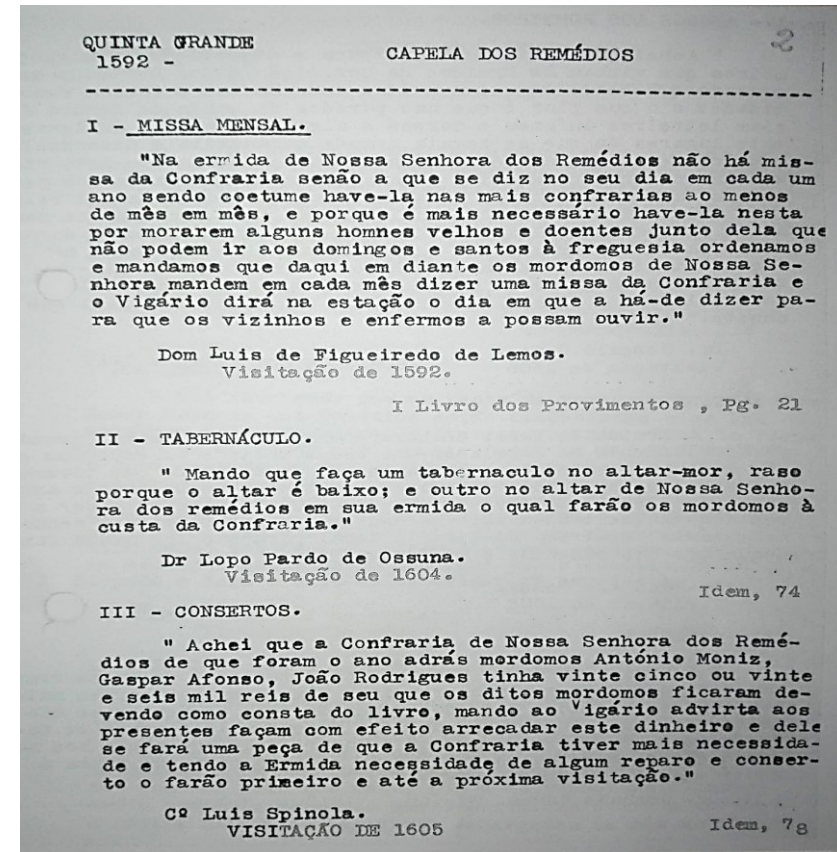 2
QUINTA GRANDE
1592 -
CAPELA DOS REMÉDIOS
I - MISSA MENSAL.
"Na ermida de Nossa Senhora dos Remédios não há mis-
sa da Confraria senão a que se diz no seu dia em cada um
ano sendo coetume have-la nas mais confrarias ao menos
de mês em mês, e porque é mais necessário have-la nesta
por morarem alguns homnes velhos e doentes junto dela que
não podem ir aos domingos e santos à freguesia ordenamos
e mandamos que daqui em diante os mordomos de Nossa Se-
nhora mandem em cada mês dizer uma missa da Confraria e
o Vigário dirá na estação o dia em que a há-de dizer pa-
ra que os vizinhos e enfermos a possam ouvir."
Dom Luis de Figueiredo de Lemos.
Visitação de 1592.
I Livro dos Provimentos , Pg. 21
II - TABERNÁCULO.
" Mando que faça um tabernaculo no altar-mor, raso
porque o altar é baixo; e outro no altar de Nossa Senho-
ra dos remédios em sua ermida o qual farão os mordomos à
custa da Confraria."
Dr Lopo Pardo de Ossuna.
Visitação de 1604.
Idem, 74
III - CONSERTOS.
" Achei que a Confraria de Nossa Senhora dos Remé-
dios de que foram o ano adrás mordomos António Moniz,
Gaspar Afonso, João Rodrigues tinha vinte cinco ou vinte
e seis mil reis de seu que os ditos mordomos ficaram de-
vendo como consta do livro, mando ao Vigário advirta aos
presentes façam com efeito arrecadar este dinheiro e dele
se fará uma peça de que a Confraria tiver mais necessida-
de e tendo a Ermida necessidade de algum reparo e conser-
to o farão primeiro e até a próxima visitação."
Cº Luis Spinola.
VISITAÇÃO DE 1605
Idem, 78